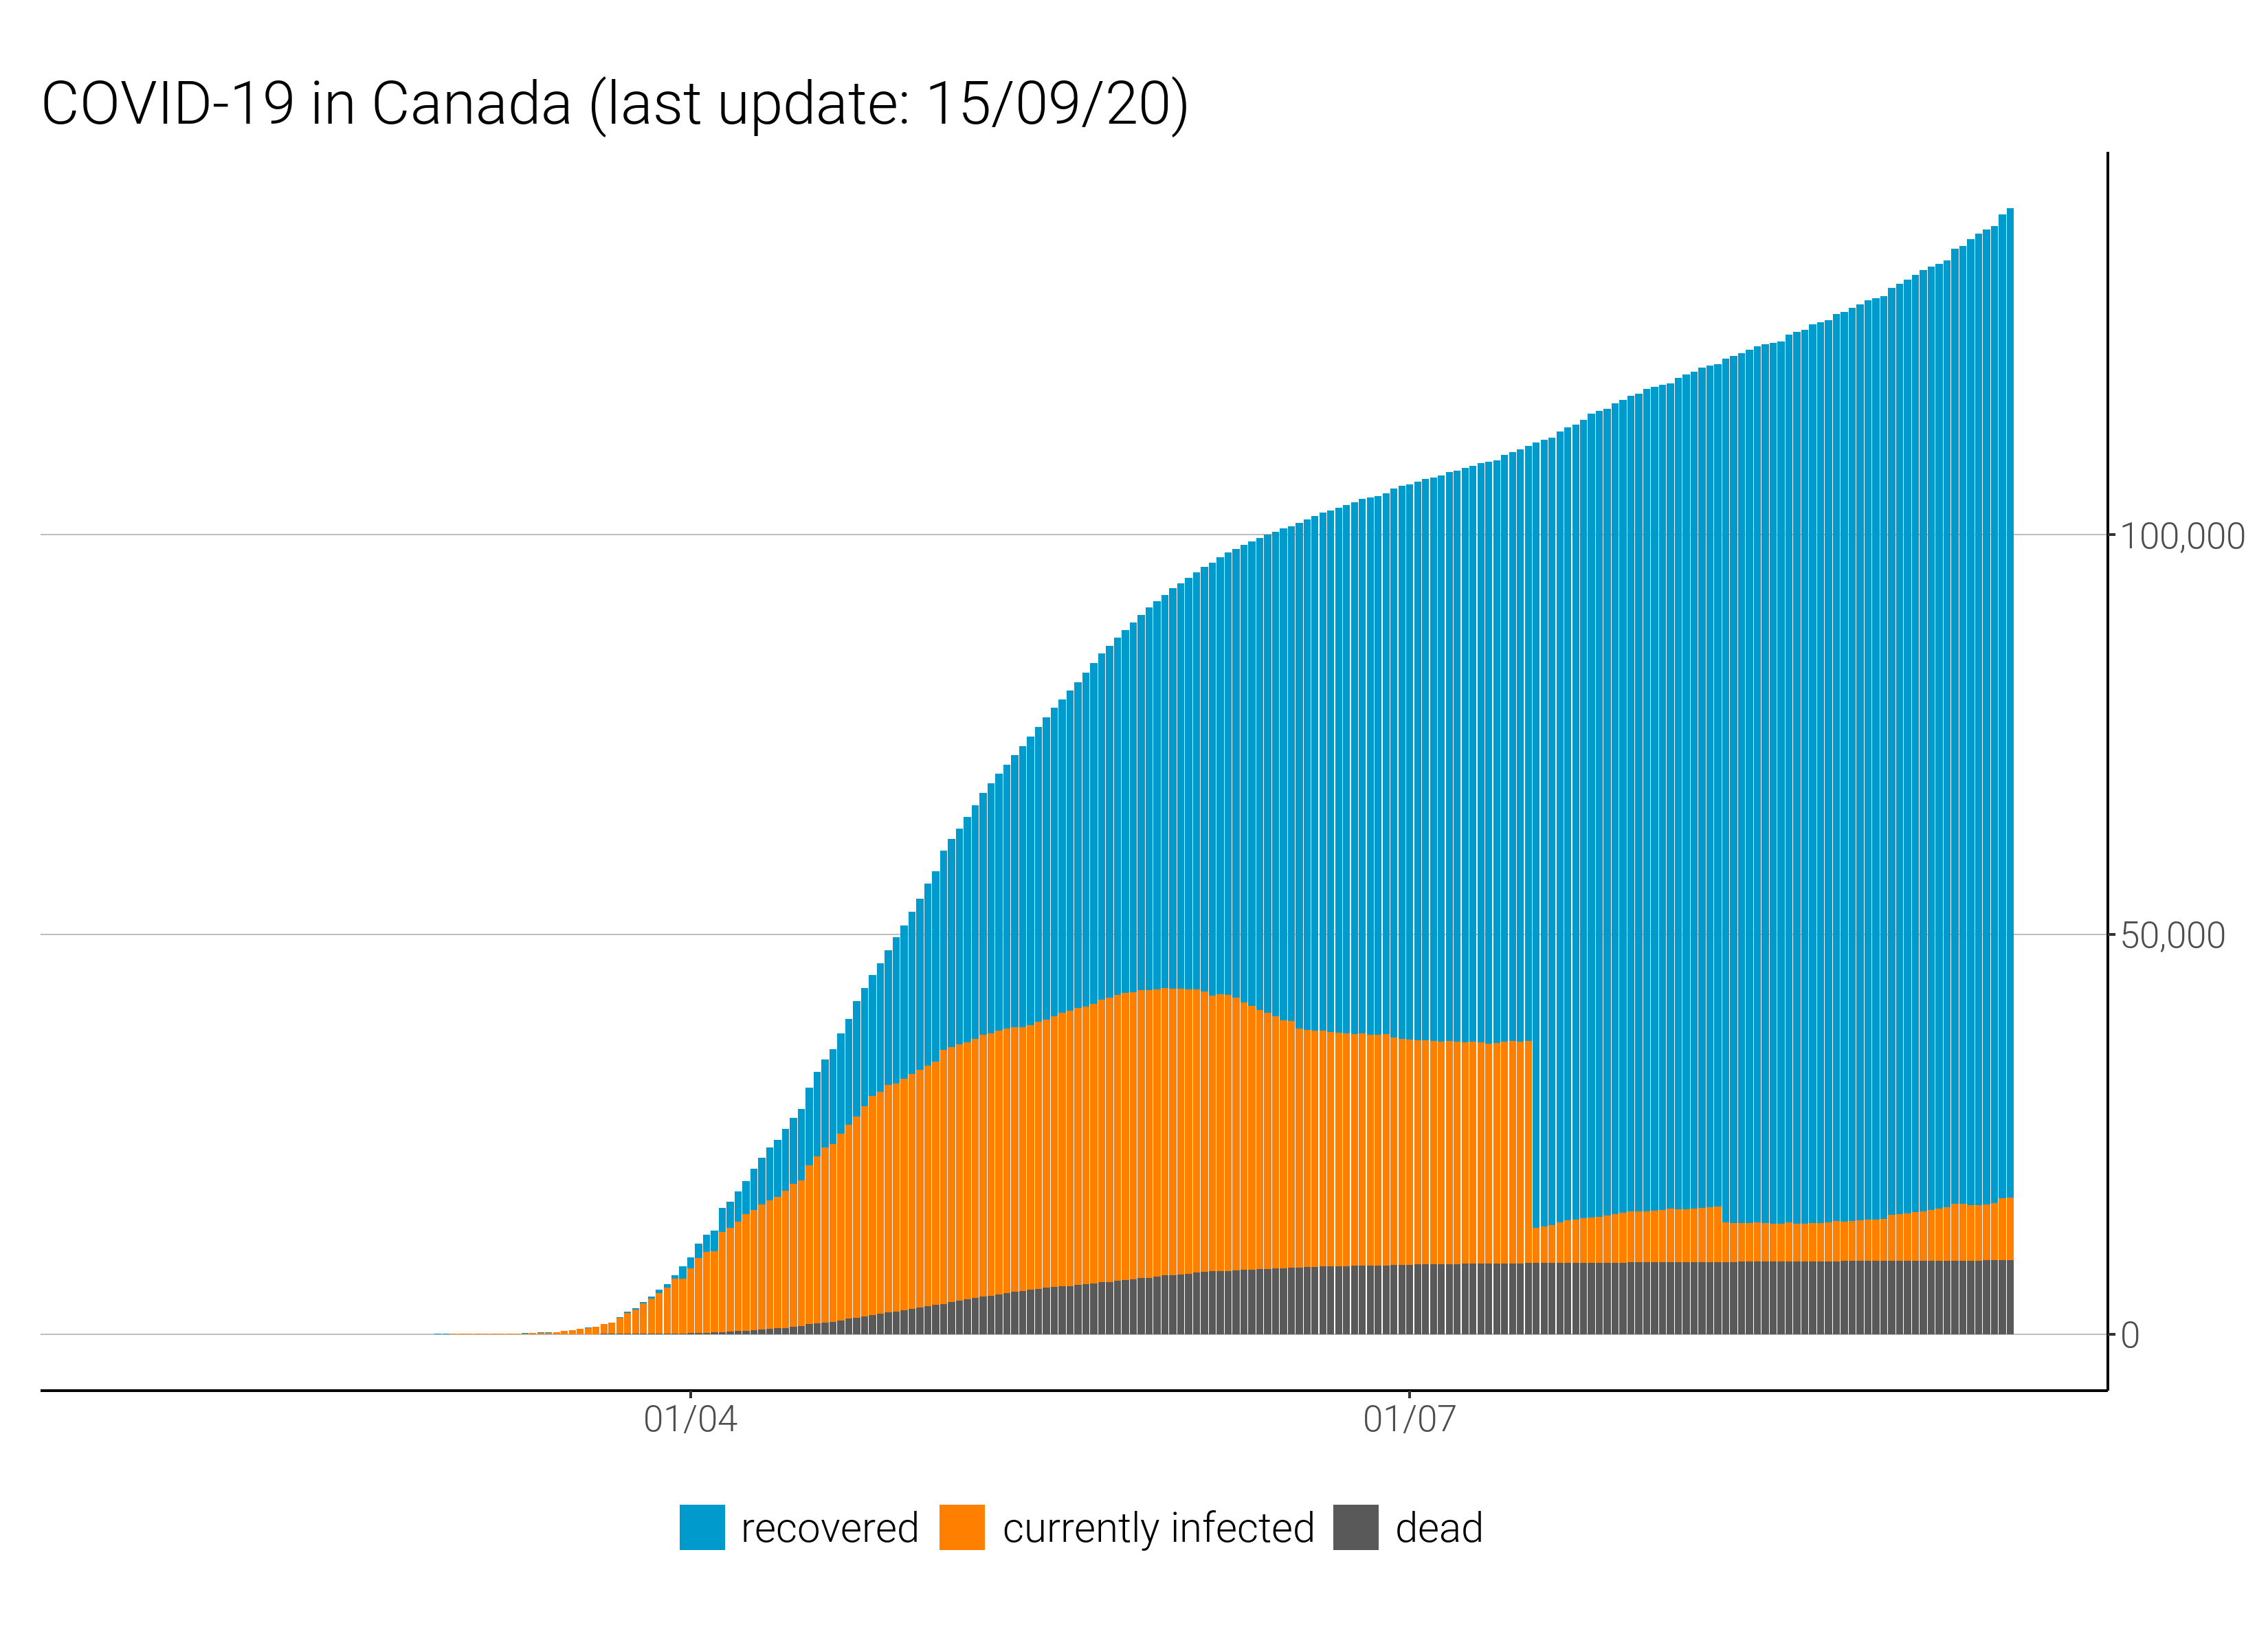 COVID-19 in Canada (last update: 15/09/20)
100,000
50,000
0
01/04 01/07
recovered currently infected dead